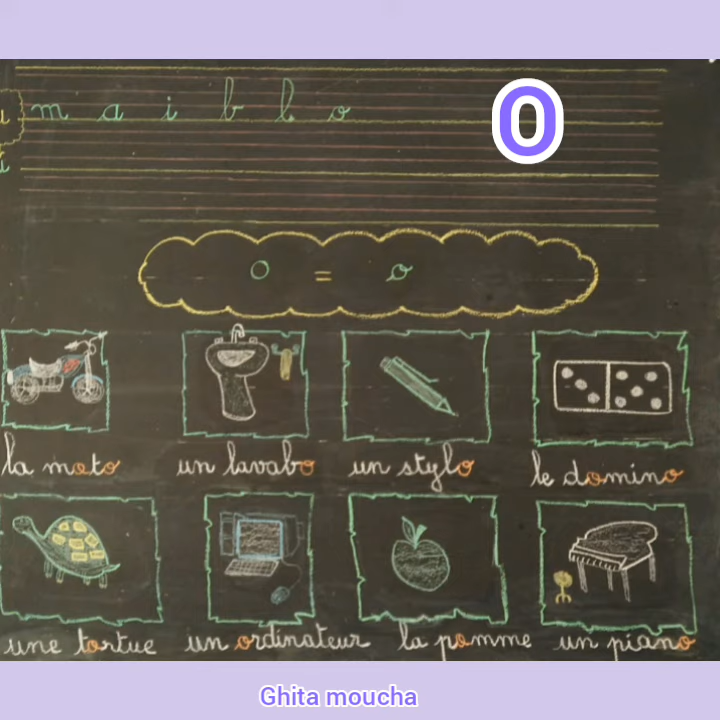 m a i b l o
O
o = o
la moto
un lavabo
un stylo
le domino
une tortue
un ordinateur
la pomme
un piano
Ghita moucha